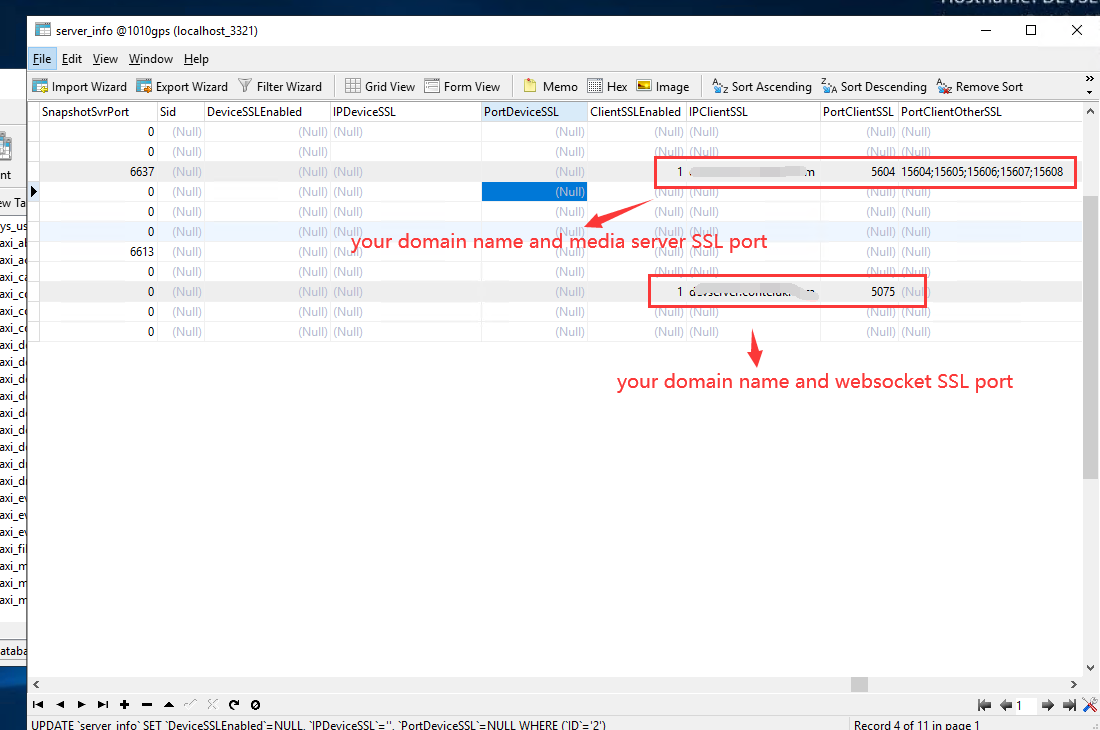 server_info @1010gps (localhost_3321)
File Edit View Window Help
Import Wizard Export Wizard Filter Wizard Grid View Form View Memo Hex Image Sort Ascending Sort Descending Remove Sort
SnapshotSvrPort Sid DeviceSSLEnabled IPDeviceSSL PortDeviceSSL ClientSSLEnabled IPClientSSL PortClientSSL PortClientOtherSSL
0 (Null) (Null) (Null) (Null) (Null) (Null) (Null)
0 (Null) (Null) (Null) (Null) (Null) (Null) (Null)
6637 (Null) (Null) (Null) (Null) 1 m 5604 15604;15605;15606;15607;15608
0 (Null) (Null) (Null) (Null) (Null) (Null) (Null)
0 (Null) (Null) (Null) (Null) (Null) (Null) (Null) (Null)
0 (Null) (Null) (Null) (Null) (Null) (Null) (Null)
your domain name and media server SSL port
6613 (Null) (Null) (Null) (Null) (Null) (Null) (Null) (Null)
0 (Null) (Null) (Null) (Null) (Null) (Null) (Null) (Null)
0 (Null) (Null) (Null) (Null) 1 5075 (Null)
0 (Null) (Null) (Null) (Null) (Null) (Null) (Null) (Null)
0 (Null) (Null) (Null) (Null) (Null) (Null) (Null) (Null)
your domain name and websocket SSL port
1
UPDATE `server_info` SET `DeviceSSLEnabled`=NULL, `IPDeviceSSL`='', `PortDeviceSSL`=NULL WHERE (`ID`='2')
Record 4 of 11 in page 1